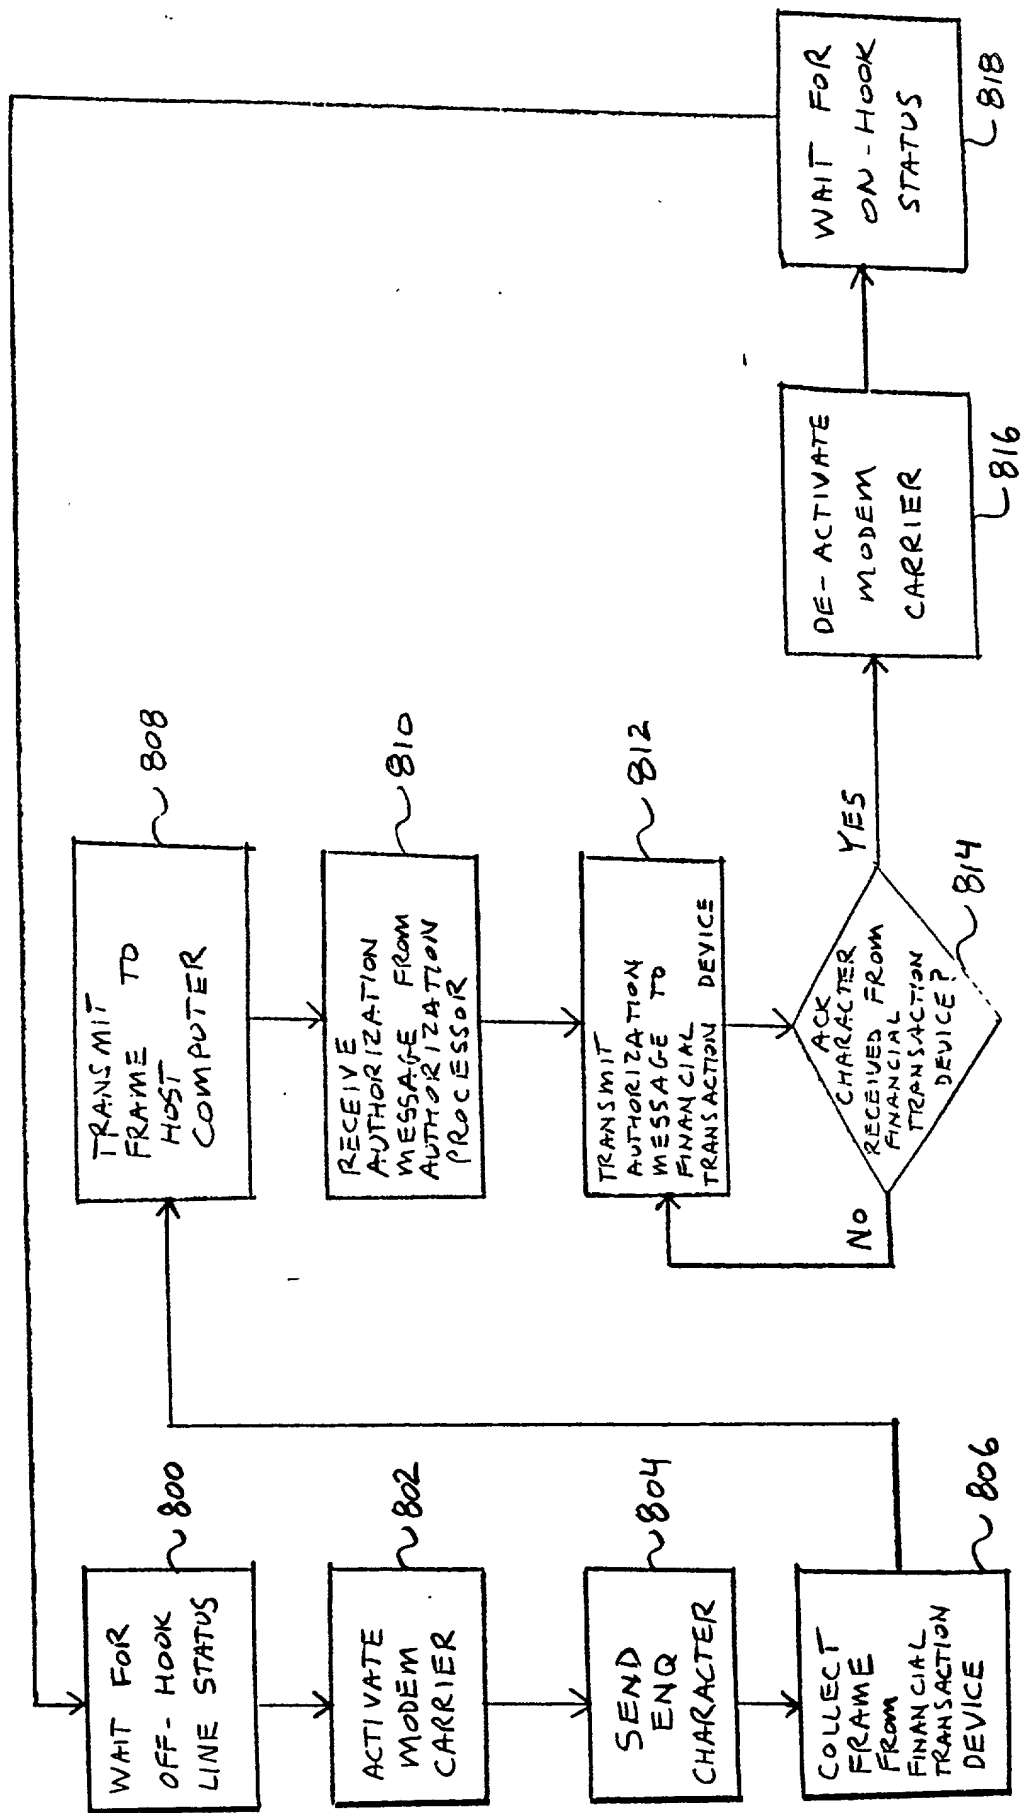 WAIT FOR
OFF-HOOK
LINE STATUS
800
ACTIVATE
MODEM
CARRIER
802
SEND
ENQ
CHARACTER
804
COLLECT
FRAME
FROM
FINANCIAL
TRANSACTION
DEVICE
806
TRANSMIT
FRAME TO
HOST
COMPUTER
808
RECEIVE
AUTHORIZATION
MESSAGE FROM
AUTHORIZATION
PROCESSOR
810
TRANSMIT
AUTHORIZATION
MESSAGE TO
FINANCIAL
TRANSACTION DEVICE
812
ACK
CHARACTER
RECEIVED FROM
FINANCIAL
TRANSACTION
DEVICE?
814
NO
YES
DE-ACTIVATE
MODEM
CARRIER
816
WAIT FOR
ON-HOOK
STATUS
818